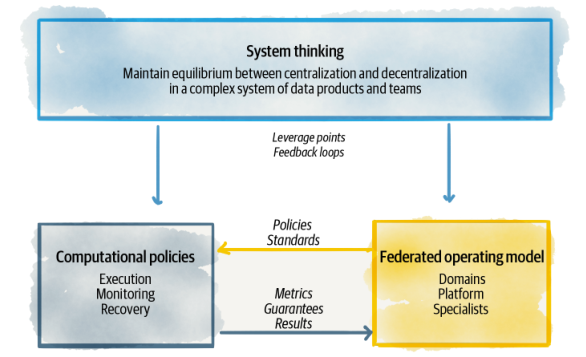 System thinking
Maintain equilibrium between centralization and decentralization
in a complex system of data products and teams
Leverage points
Feedback loops
Computational policies
Execution
Monitoring
Recovery
Policies
Standards
Metrics
Guarantees
Results
Federated operating model
Domains
Platform
Specialists